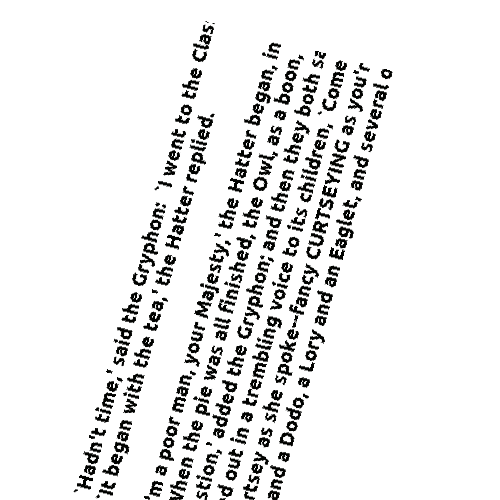 `Hadn't time,' said the Gryphon: `I went to the Clas
`It began with the tea,' the Hatter replied.
'm a poor man, your Majesty,' the Hatter began, in
When the pie was all finished, the Owl, as a boon,
stion,' added the Gryphon; and then they both sa
d out in a trembling voice to its children, `Come
rtsey as she spoke--fancy CURTSEYING as you'r
and a Dodo, a Lory and an Eaglet, and several o